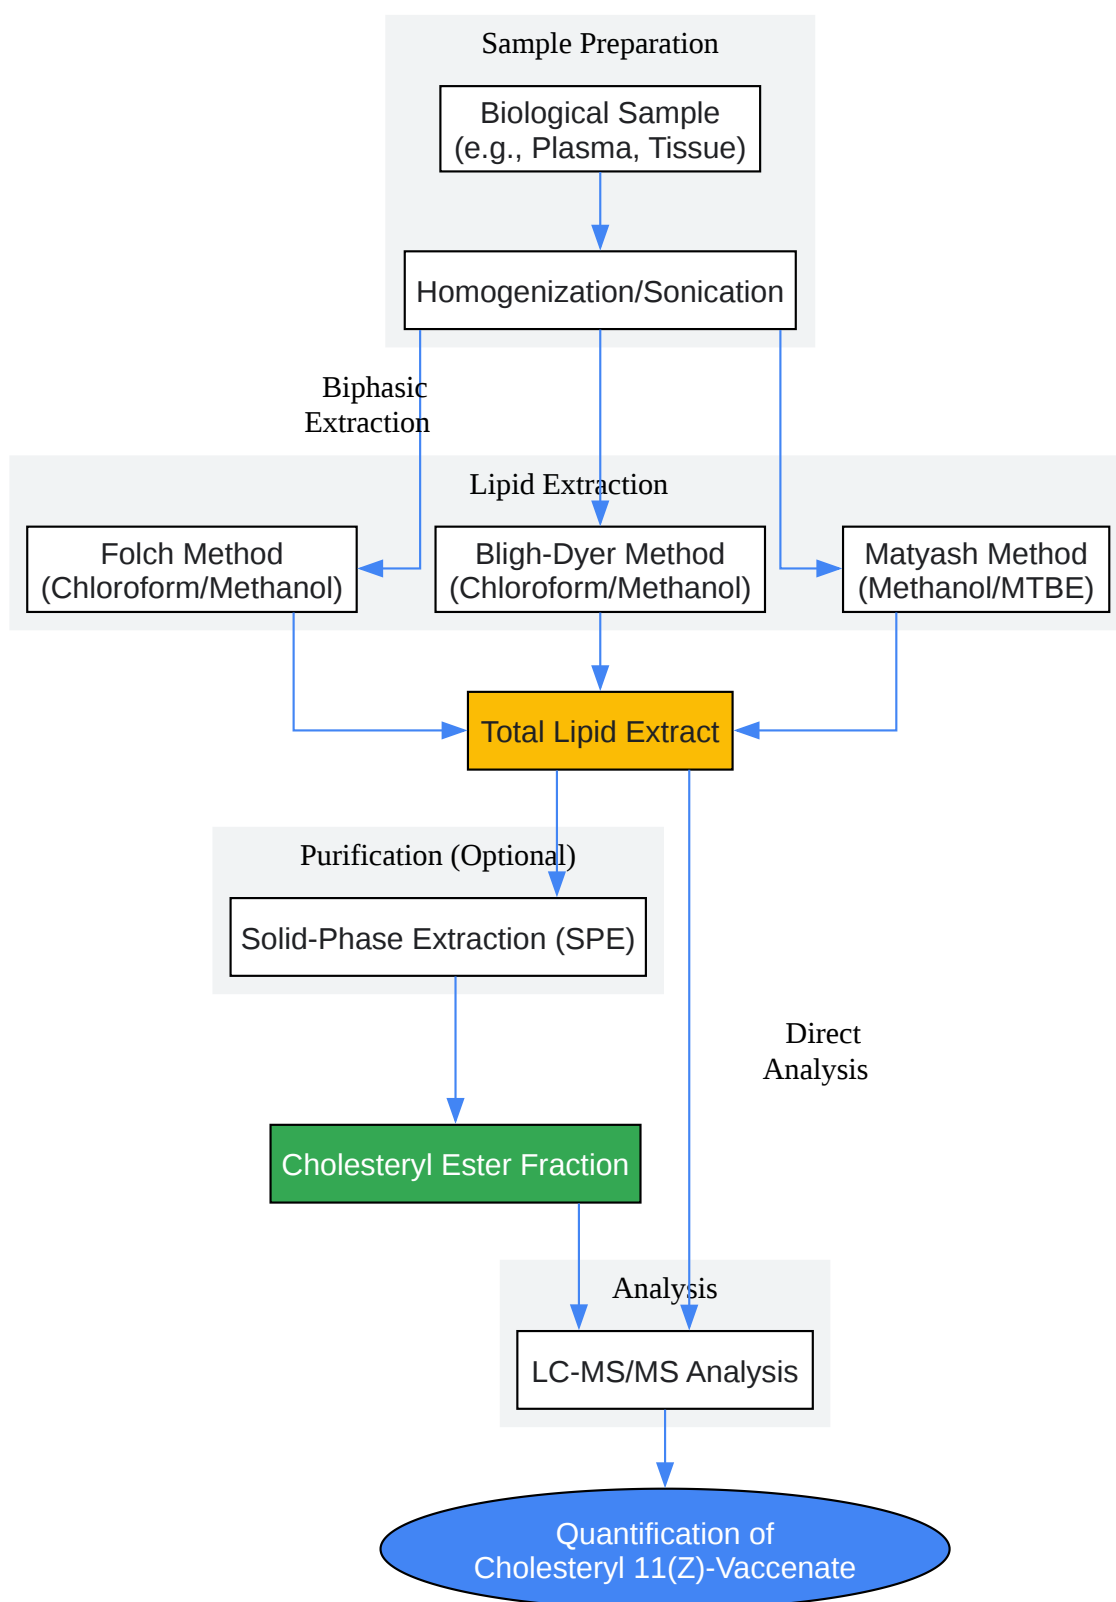 Sample Preparation
Biological Sample
(e.g., Plasma, Tissue)
Homogenization/Sonication
Biphasic
Extraction
Lipid Extraction
Folch Method
(Chloroform/Methanol)
Bligh-Dyer Method
(Chloroform/Methanol)
Matyash Method
(Methanol/MTBE)
Total Lipid Extract
Purification (Optional)
Solid-Phase Extraction (SPE)
Direct
Analysis
Cholesteryl Ester Fraction
Analysis
LC-MS/MS Analysis
Quantification of
Cholesteryl 11(Z)-Vaccenate